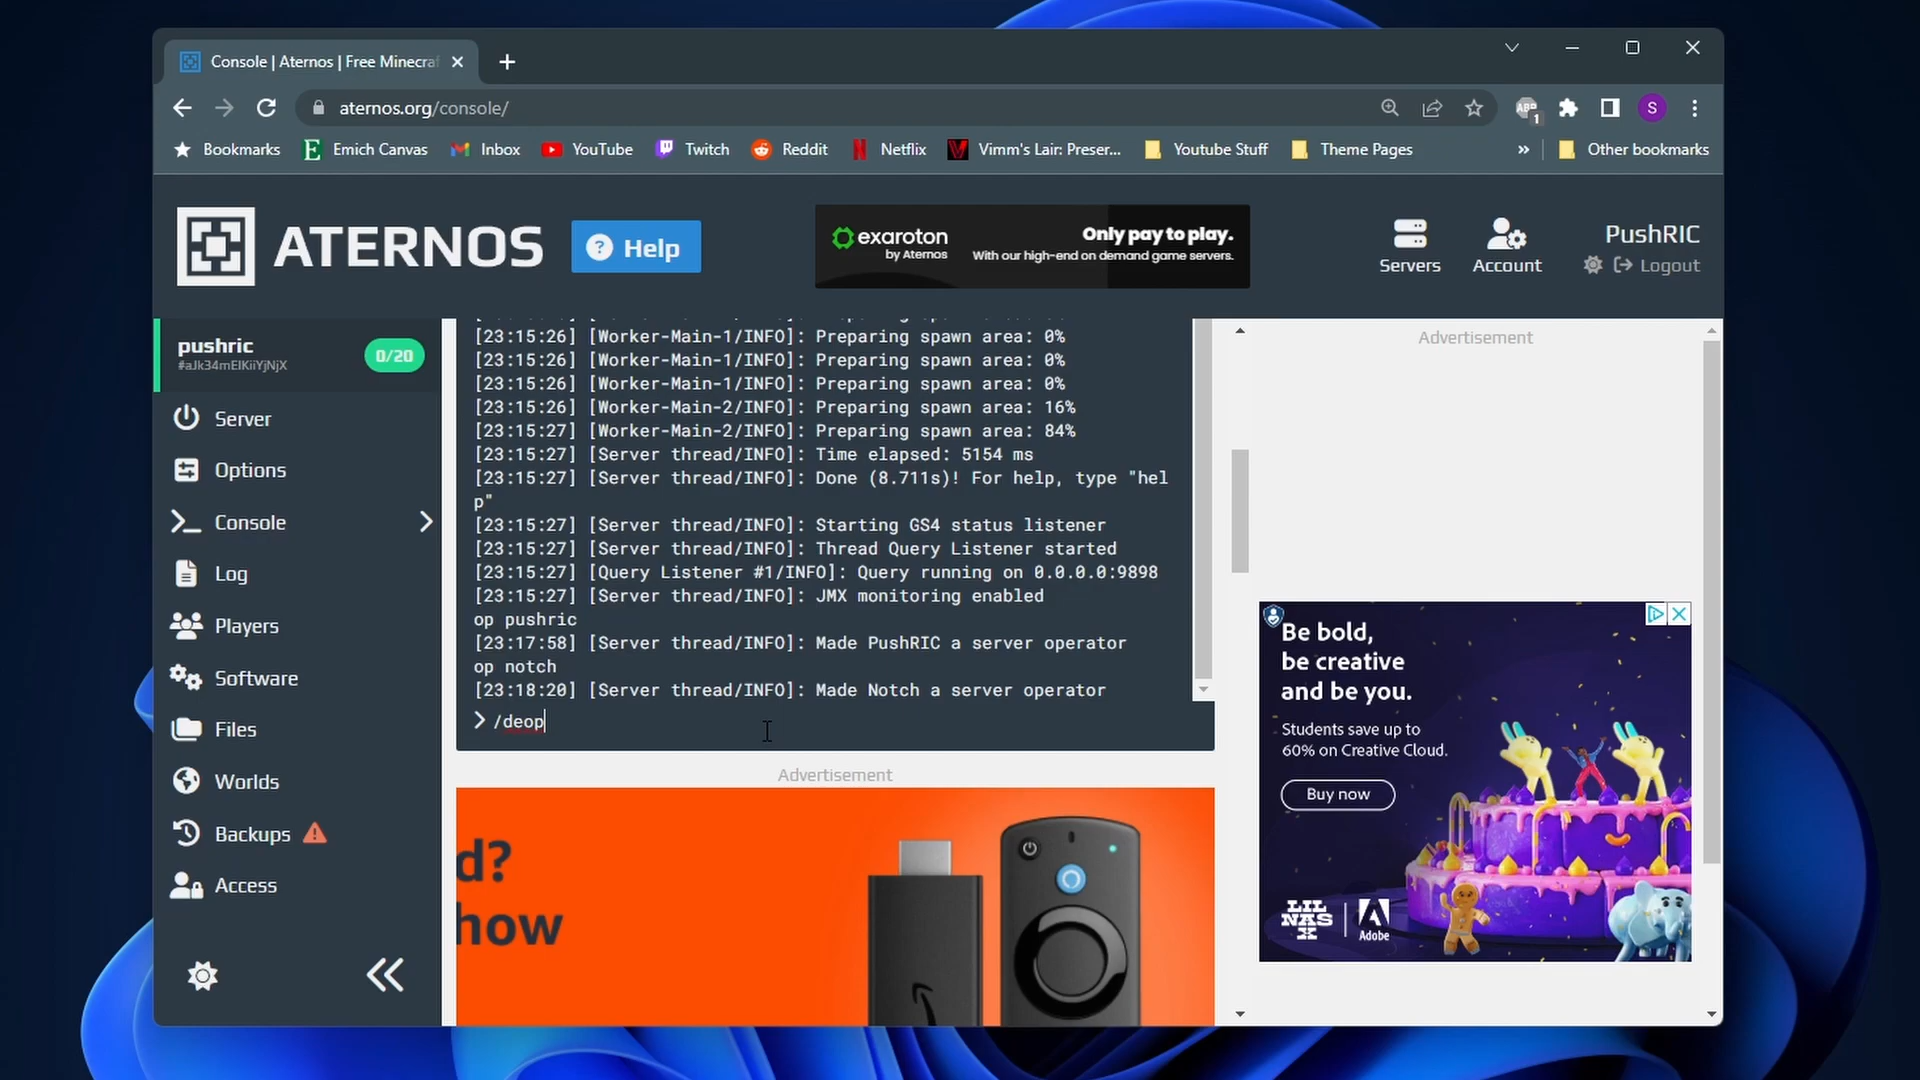 Console | Aternos | Free Minecraf
aternos.org/console/
ABP
1
S
Bookmarks
Emich Canvas
Inbox
YouTube
Twitch
Reddit
Netflix
Vimm's Lair: Preser...
Youtube Stuff
Theme Pages
»
Other bookmarks
ATERNOS
? Help
exaroton
by Aternos
Only pay to play.
With our high-end on demand game servers.
Servers
Account
PushRIC
Logout
pushric
0/20
Server
Options
Console
Log
Players
Software
Files
Worlds
Backups
Access
[23:15:26] [Worker-Main-1/INFO]: Preparing spawn area: 0%
[23:15:26] [Worker-Main-1/INFO]: Preparing spawn area: 0%
[23:15:26] [Worker-Main-1/INFO]: Preparing spawn area: 0%
[23:15:26] [Worker-Main-2/INFO]: Preparing spawn area: 16%
[23:15:27] [Worker-Main-2/INFO]: Preparing spawn area: 84%
[23:15:27] [Server thread/INFO]: Time elapsed: 5154 ms
[23:15:27] [Server thread/INFO]: Done (8.711s)! For help, type "hel
p"
[23:15:27] [Server thread/INFO]: Starting GS4 status listener
[23:15:27] [Server thread/INFO]: Thread Query Listener started
[23:15:27] [Query Listener #1/INFO]: Query running on 0.0.0.0:9898
[23:15:27] [Server thread/INFO]: JMX monitoring enabled
op pushric
[23:17:58] [Server thread/INFO]: Made PushRIC a server operator
op notch
[23:18:20] [Server thread/INFO]: Made Notch a server operator
/deop
Advertisement
d?
how
Advertisement
Be bold,
be creative
and be you.
Students save up to
60% on Creative Cloud.
Buy now
LIL
NAS
X
Adobe